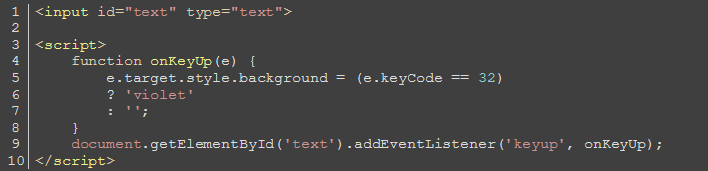 1 <input id="text" type="text">
2
3 <script>
4 function onKeyUp(e) {
5 e.target.style.background = (e.keyCode == 32)
6 ? 'violet'
7 : '';
8 }
9 document.getElementById('text').addEventListener('keyup', onKeyUp);
10 </script>